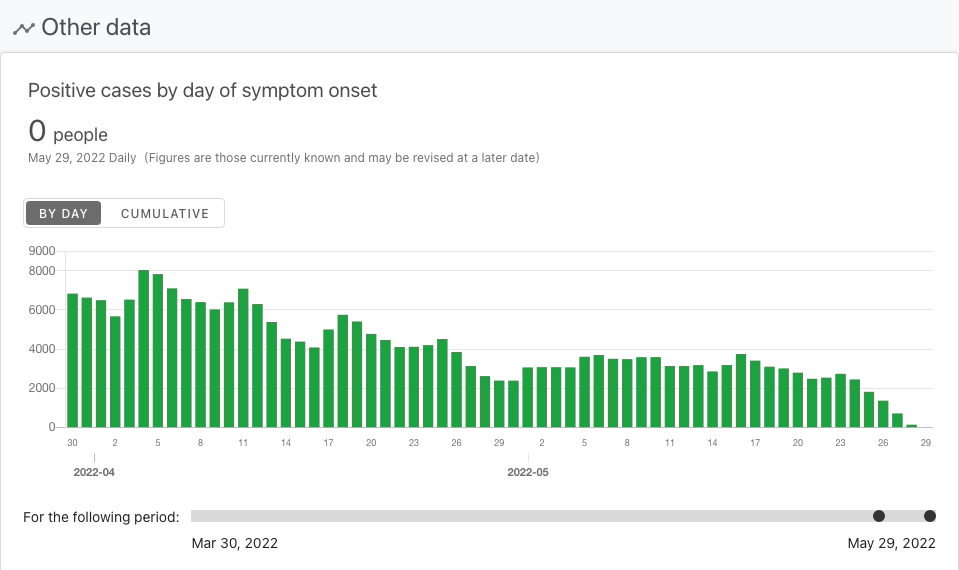 Other data
Positive cases by day of symptom onset
0 people
May 29, 2022 Daily (Figures are those currently known and may be revised at a later date)
BY DAY CUMULATIVE
9000
8000
6000
4000
2000
0
30 2 5 8 11 14 17 20 23 26 29 2 5 8 11 14 17 20 23 26 29
2022-04 2022-05
For the following period:
Mar 30, 2022 May 29, 2022